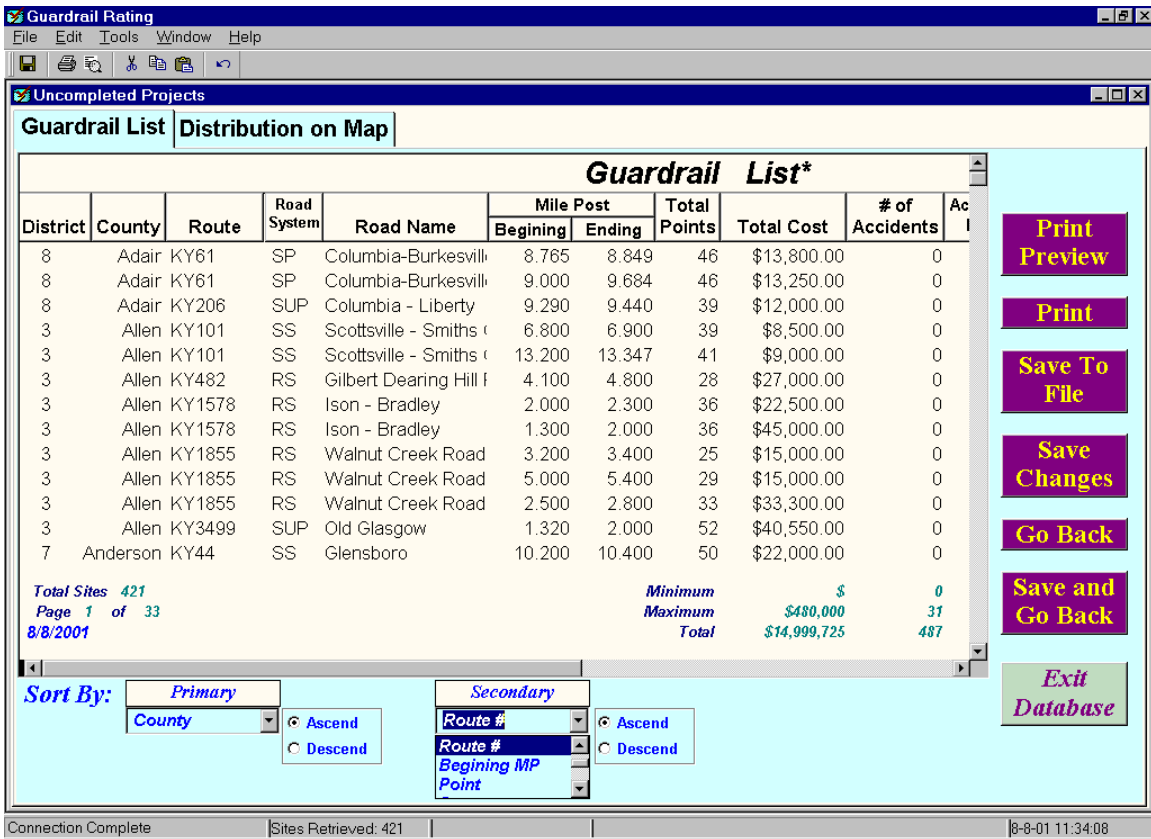 Guardrail Rating
File Edit Tools Window Help
Uncompleted Projects
Guardrail List Distribution on Map
Guardrail List*
District County Route Road System Road Name Mile Post Begining Ending Total Points Total Cost # of Accidents Ac
8 Adair KY61 SP Columbia-Burkesvill 8.765 8.849 46 $13,800.00 0
8 Adair KY61 SP Columbia-Burkesvill 9.000 9.684 46 $13,250.00 0
8 Adair KY206 SUP Columbia - Liberty 9.290 9.440 39 $12,000.00 0
3 Allen KY101 SS Scottsville - Smiths 6.800 6.900 39 $8,500.00 0
3 Allen KY101 SS Scottsville - Smiths 13.200 13.347 41 $9,000.00 0
3 Allen KY482 RS Gilbert Dearing Hill 4.100 4.800 28 $27,000.00 0
3 Allen KY1578 RS Ison - Bradley 2.000 2.300 36 $22,500.00 0
3 Allen KY1578 RS Ison - Bradley 1.300 2.000 36 $45,000.00 0
3 Allen KY1855 RS Walnut Creek Road 3.200 3.400 25 $15,000.00 0
3 Allen KY1855 RS Walnut Creek Road 5.000 5.400 29 $15,000.00 0
3 Allen KY1855 RS Walnut Creek Road 2.500 2.800 33 $33,300.00 0
3 Allen KY3499 SUP Old Glasgow 1.320 2.000 52 $40,550.00 0
7 Anderson KY44 SS Glensboro 10.200 10.400 50 $22,000.00 0
Total Sites 421 Minimum $ 0
Page 1 of 33 Maximum $480,000 31
8/8/2001 Total $14,999,725 487
Print
Preview
Print
Save To
File
Save
Changes
Go Back
Save and
Go Back
Exit
Database
Sort By: Primary Secondary
County Ascend Route # Ascend
Descend Route # Descend
Begining MP
Point
Connection Complete Sites Retrieved: 421 8-8-01 11:34:08